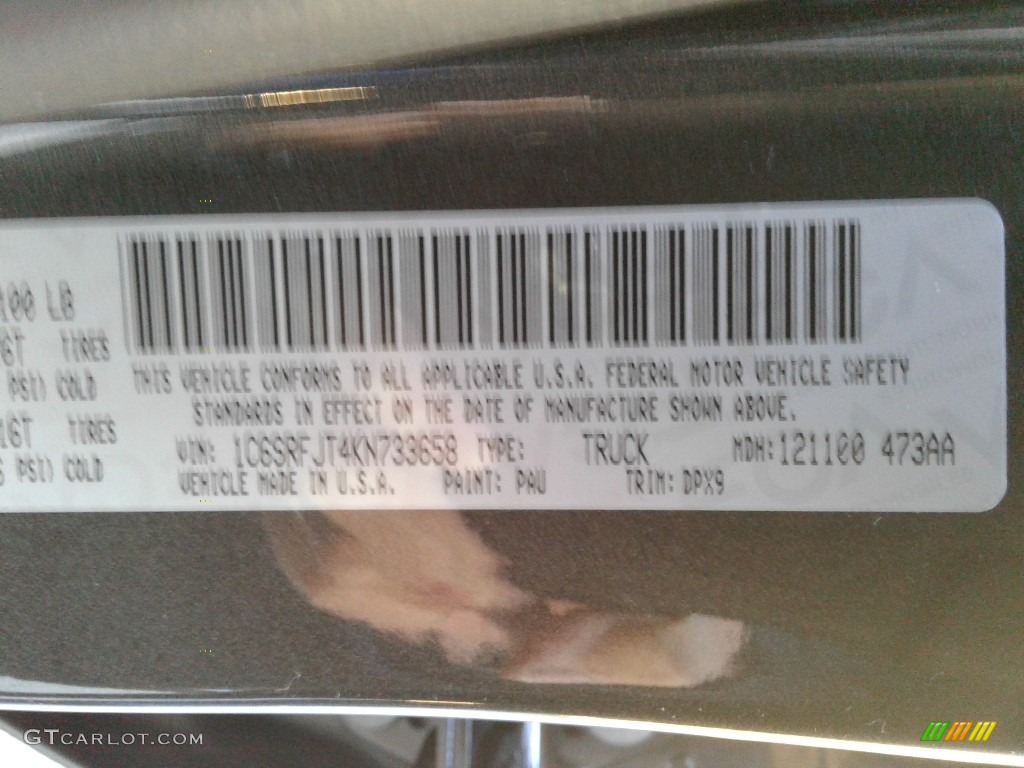 100 LB
GT TIRES
PSI) COLD
THIS VEHICLE CONFORMS TO ALL APPLICABLE U.S.A. FEDERAL MOTOR VEHICLE SAFETY
STANDARDS IN EFFECT ON THE DATE OF MANUFACTURE SHOWN ABOVE.
16T TIRES
VIN: 1C6SRFJT4KN733658 TYPE: TRUCK MDH:121100 473AA
PSI) COLD
VEHICLE MADE IN U.S.A. PAINT: PAU TRIM: DPX9
GTCARLOT.COM